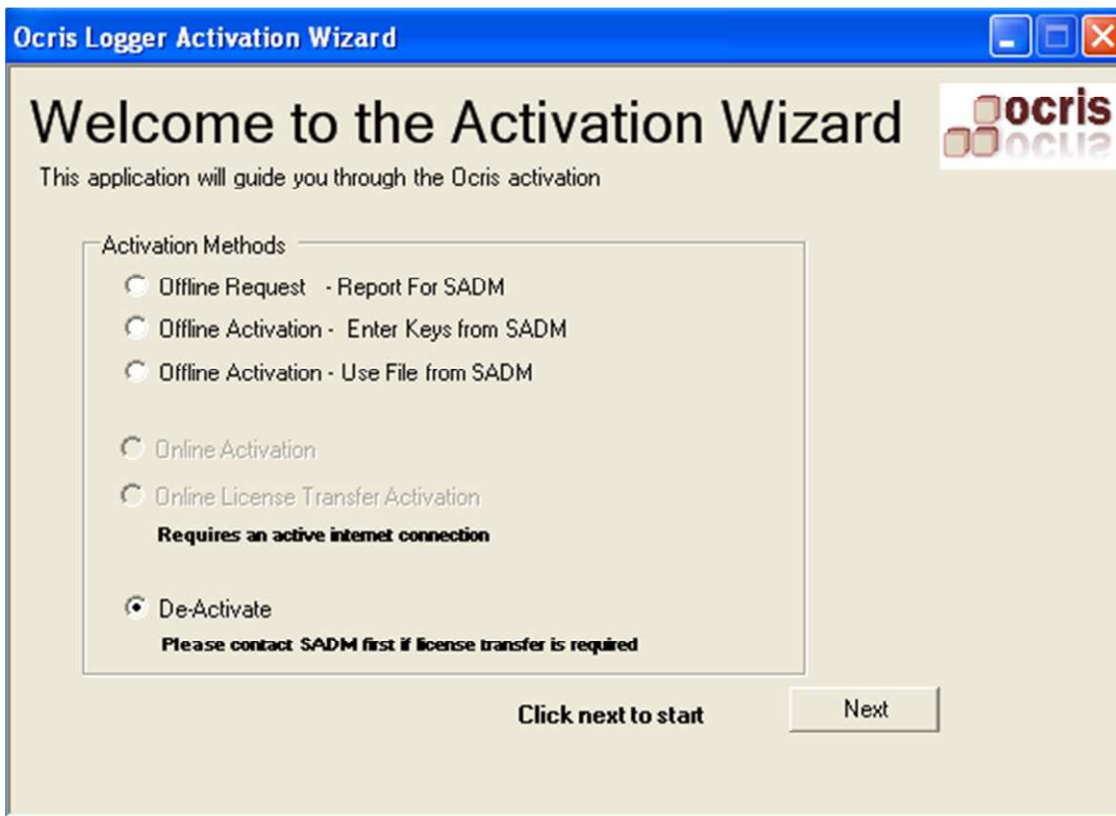 Ocris Logger Activation Wizard
Welcome to the Activation Wizard
ocris
This application will guide you through the Ocris activation
Activation Methods
Offline Request - Report For SADM
Offline Activation - Enter Keys from SADM
Offline Activation - Use File from SADM
Online Activation
Online License Transfer Activation
Requires an active internet connection
De-Activate
Please contact SADM first if license transfer is required
Click next to start
Next